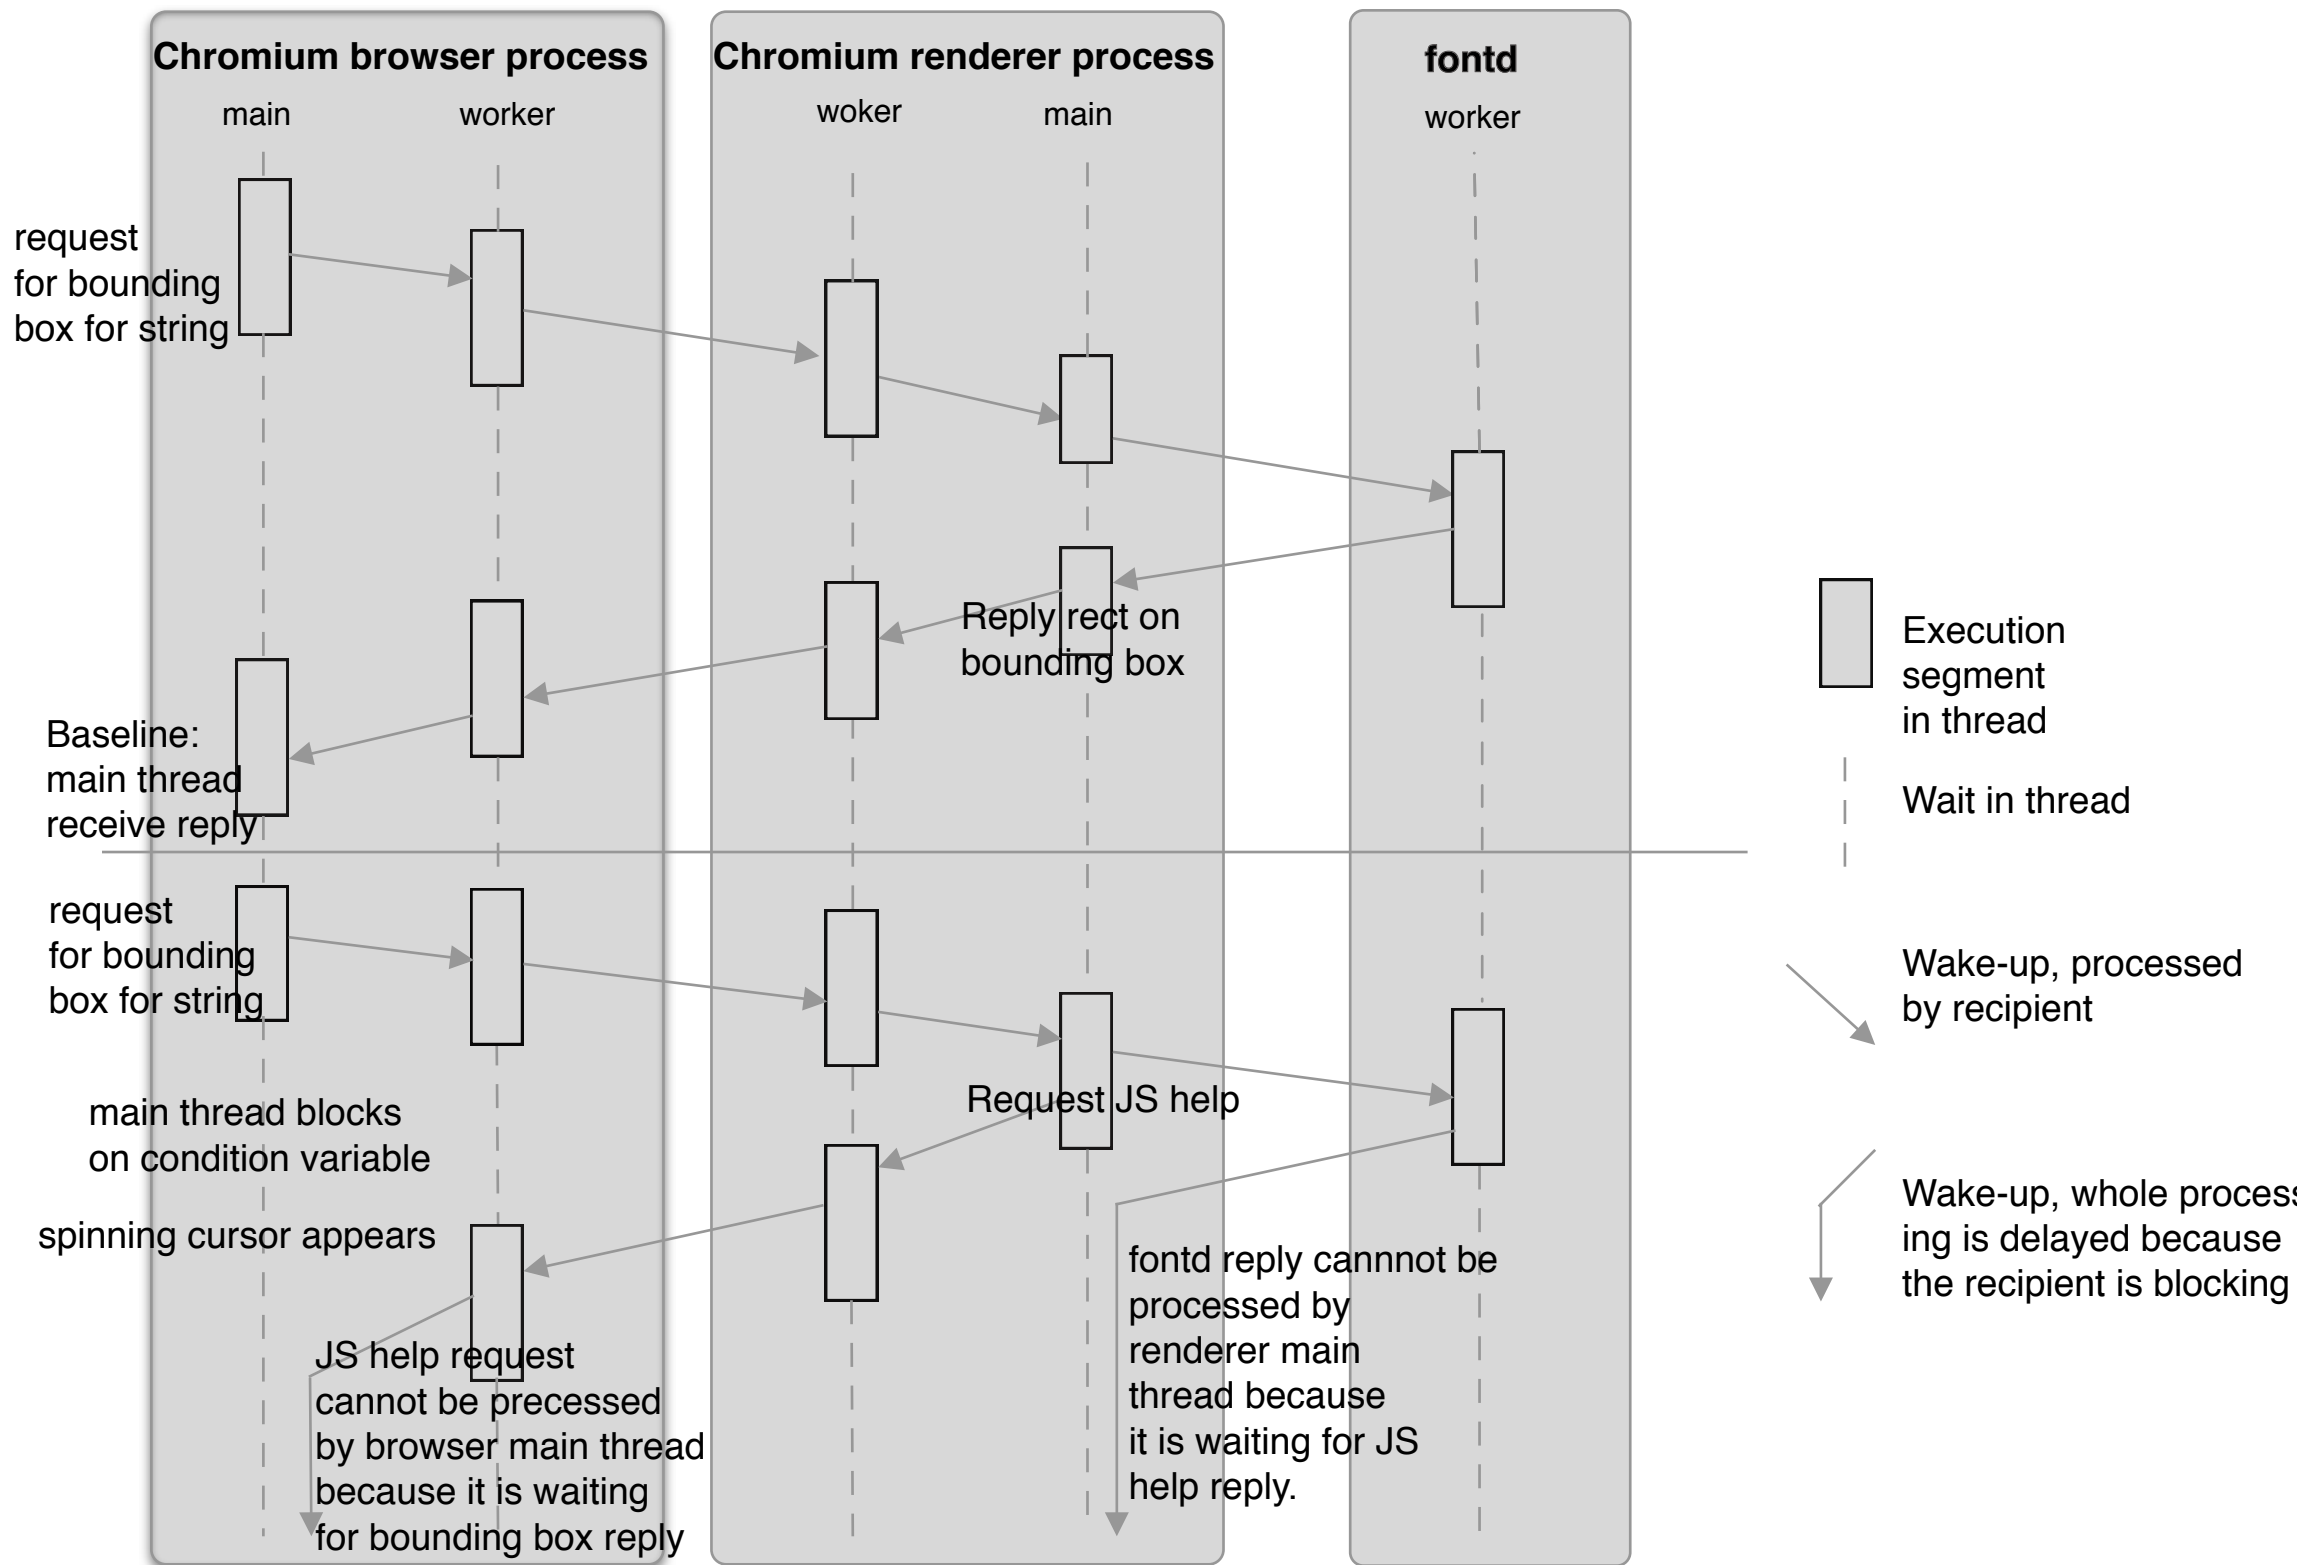 Chromium browser process
Chromium renderer process
fontd
main
worker
woker
main
worker
request
for bounding
box for string
Reply rect on
bounding box
Baseline:
main thread
receive reply
request
for bounding
box for string
main thread blocks
on condition variable
spinning cursor appears
Request JS help
JS help request
cannot be precessed
by browser main thread
because it is waiting
for bounding box reply
fontd reply cannnot be
processed by
renderer main
thread because
it is waiting for JS
help reply.
Execution
segment
in thread
Wait in thread
Wake-up, processed
by recipient
Wake-up, whole process
ing is delayed because
the recipient is blocking